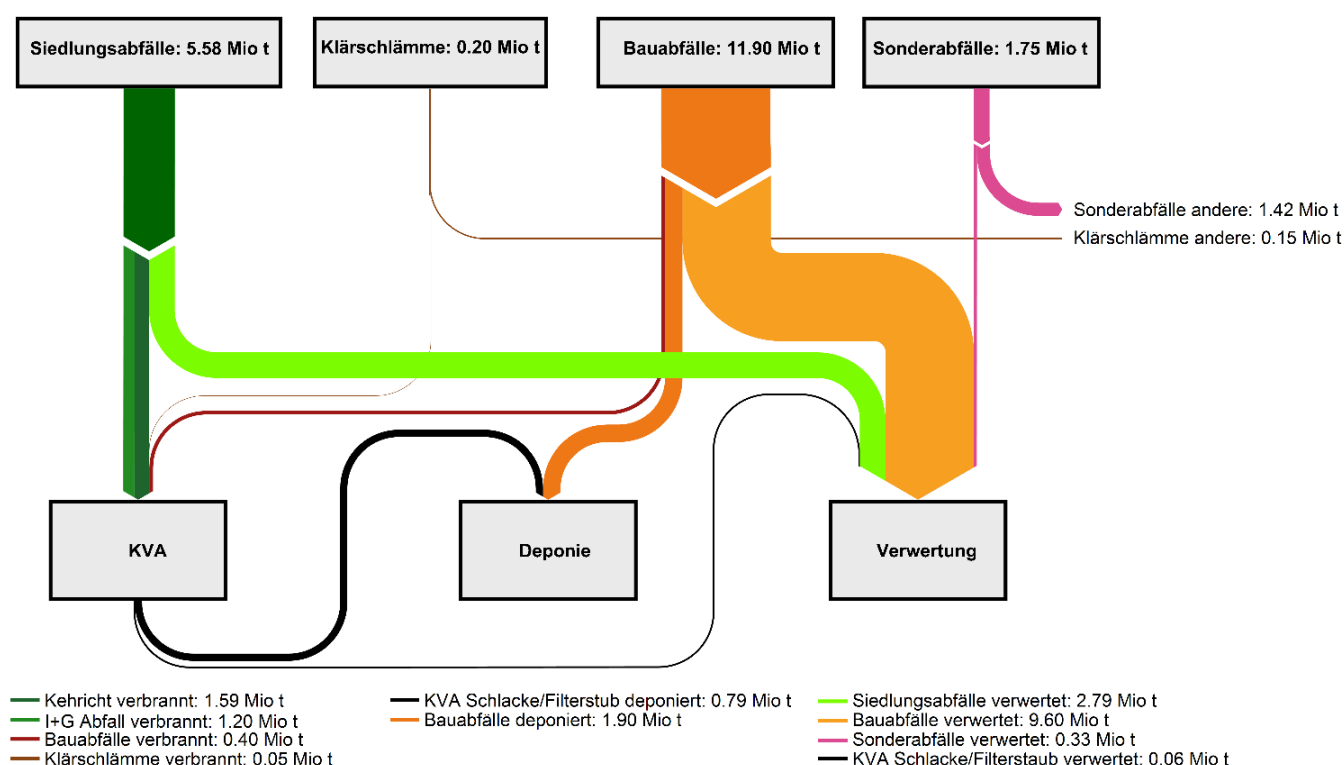 Siedlungsabfälle: 5.58 Mio t
Klärschlämme: 0.20 Mio t
Bauabfälle: 11.90 Mio t
Sonderabfälle: 1.75 Mio t
Sonderabfälle andere: 1.42 Mio t
Klärschlämme andere: 0.15 Mio t
KVA
Deponie
Verwertung
Kehricht verbrannt: 1.59 Mio t
I+G Abfall verbrannt: 1.20 Mio t
Bauabfälle verbrannt: 0.40 Mio t
Klärschlämme verbrannt: 0.05 Mio t
KVA Schlacke/Filterstub deponiert: 0.79 Mio t
Bauabfälle deponiert: 1.90 Mio t
Siedlungsabfälle verwertet: 2.79 Mio t
Bauabfälle verwertet: 9.60 Mio t
Sonderabfälle verwertet: 0.33 Mio t
KVA Schlacke/Filterstaub verwertet: 0.06 Mio t